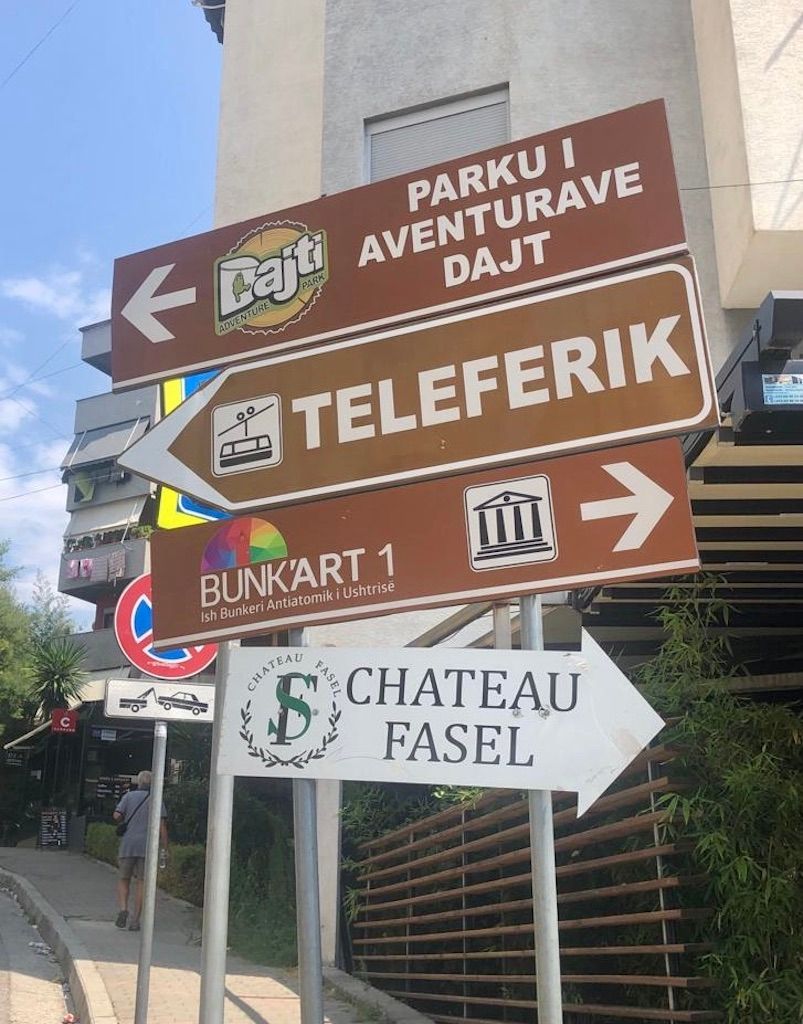 PARKU I
AVENTURAVE
DAJT
Dajti
ADVENTURE PARK
TELEFERIK
BUNK'ART 1
Ish Bunkeri Antiatomik i Ushtrisë
CHATEAU FASEL
SF
CHATEAU
FASEL
C